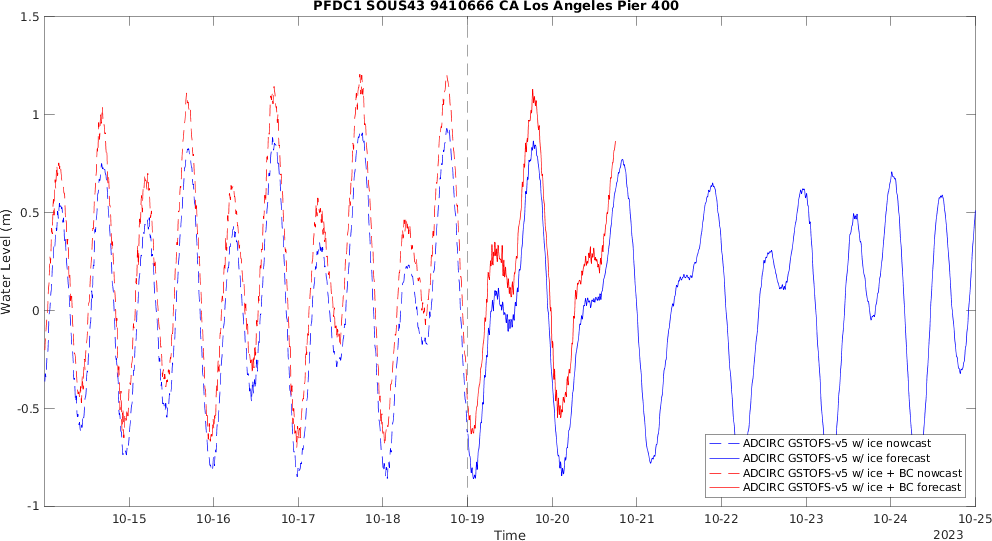 PFDC1 SOUS43 9410666 CA Los Angeles Pier 400
1.5
1
0.5
0
-0.5
-1
Water Level (m)
10-15 10-16 10-17 10-18 10-19 10-20 10-21 10-22 10-23 10-24 10-25
Time
2023
ADCIRC GSTOFS-v5 w/ ice nowcast
ADCIRC GSTOFS-v5 w/ ice forecast
ADCIRC GSTOFS-v5 w/ ice + BC nowcast
ADCIRC GSTOFS-v5 w/ ice + BC forecast